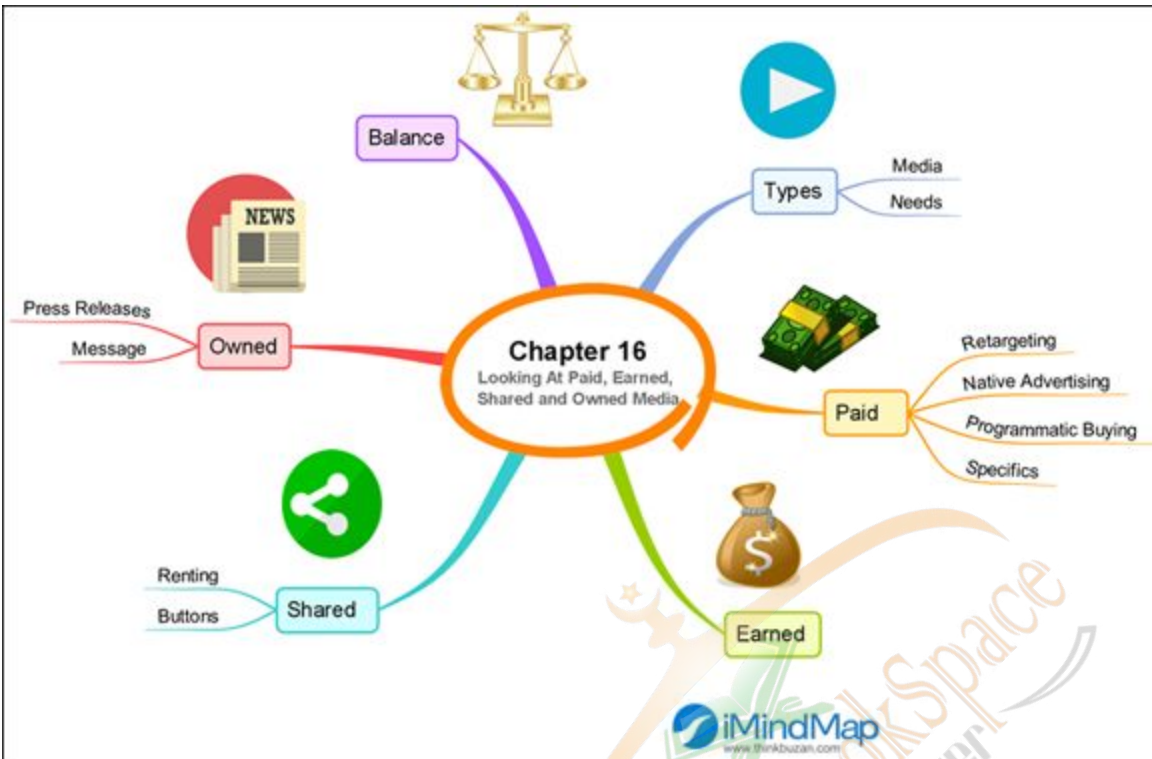 Chapter 16
Looking At Paid, Earned,
Shared and Owned Media
Balance
Types
Media
Needs
Paid
Retargeting
Native Advertising
Programmatic Buying
Specifics
Earned
$
Shared
Renting
Buttons
Owned
Press Releases
Message
NEWS
iMindMap
www.thinkbuzan.com
Space